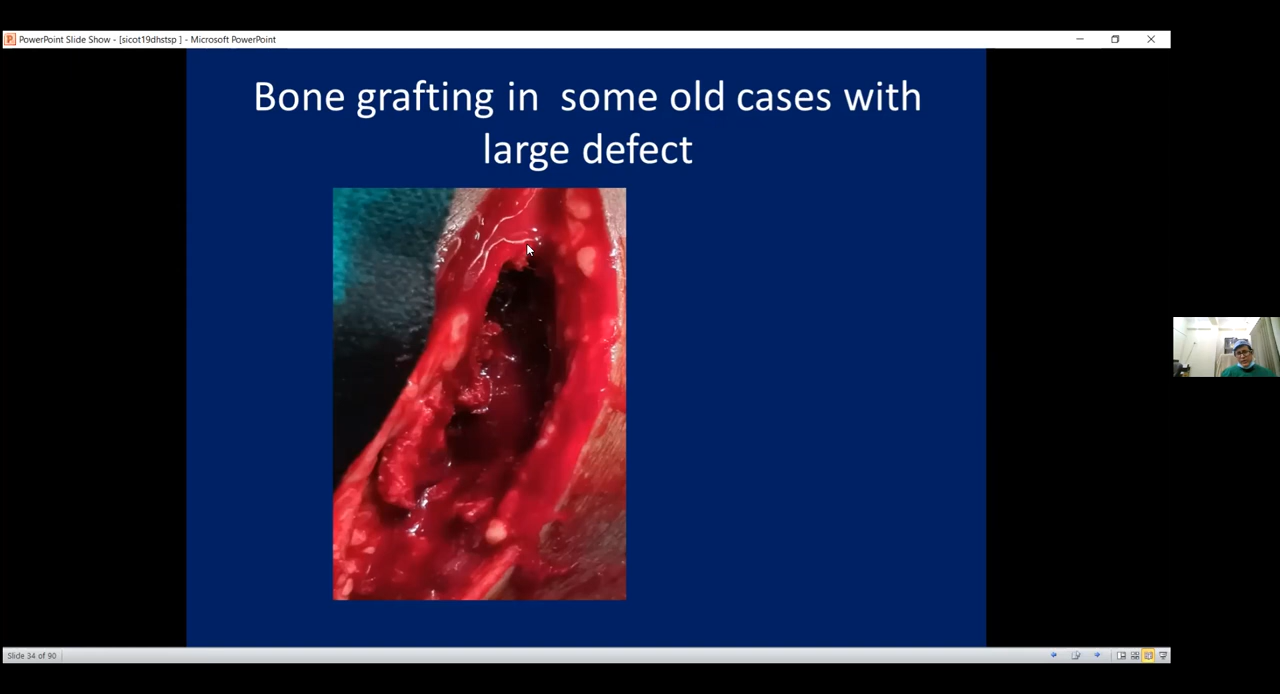 PowerPoint Slide Show - [sicot19dhstsp ] - Microsoft PowerPoint
Bone grafting in  some old cases with
large defect
Slide 34 of 90